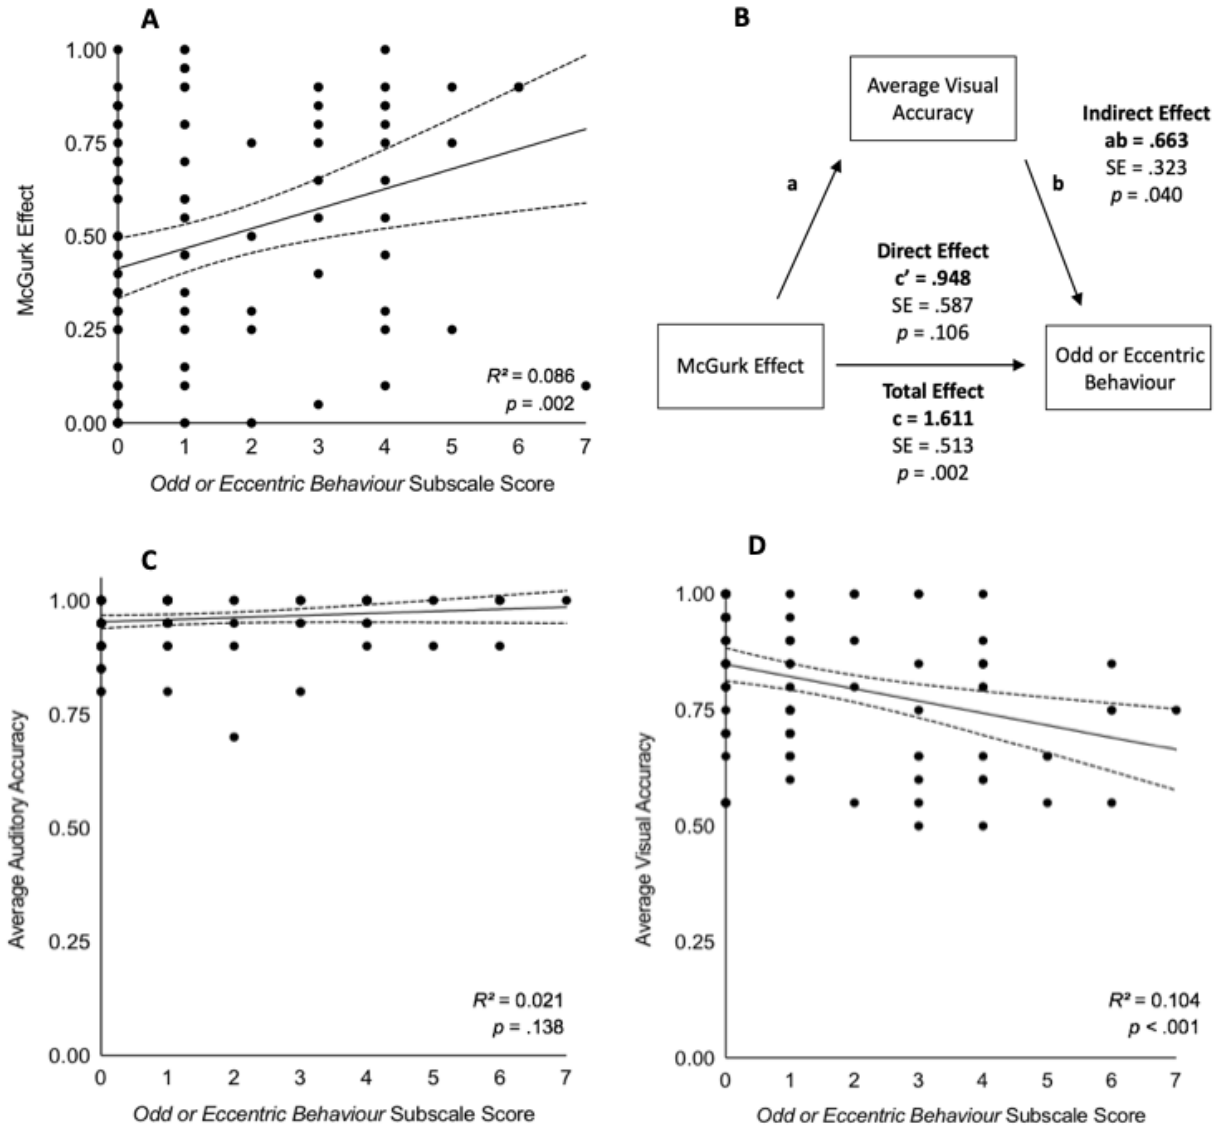 A
1.00
0.75
0.50
0.25
0.00
McGurk Effect
R² = 0.086
p = .002
0 1 2 3 4 5 6 7
Odd or Eccentric Behaviour Subscale Score
B
Average Visual
Accuracy
Indirect Effect
ab = .663
SE = .323
p = .040
a
b
Direct Effect
c’ = .948
SE = .587
p = .106
McGurk Effect
Odd or Eccentric
Behaviour
Total Effect
c = 1.611
SE = .513
p = .002
C
1.00
0.75
0.50
0.25
0.00
Average Auditory Accuracy
R² = 0.021
p = .138
0 1 2 3 4 5 6 7
Odd or Eccentric Behaviour Subscale Score
D
1.00
0.75
0.50
0.25
0.00
Average Visual Accuracy
R² = 0.104
p < .001
0 1 2 3 4 5 6 7
Odd or Eccentric Behaviour Subscale Score